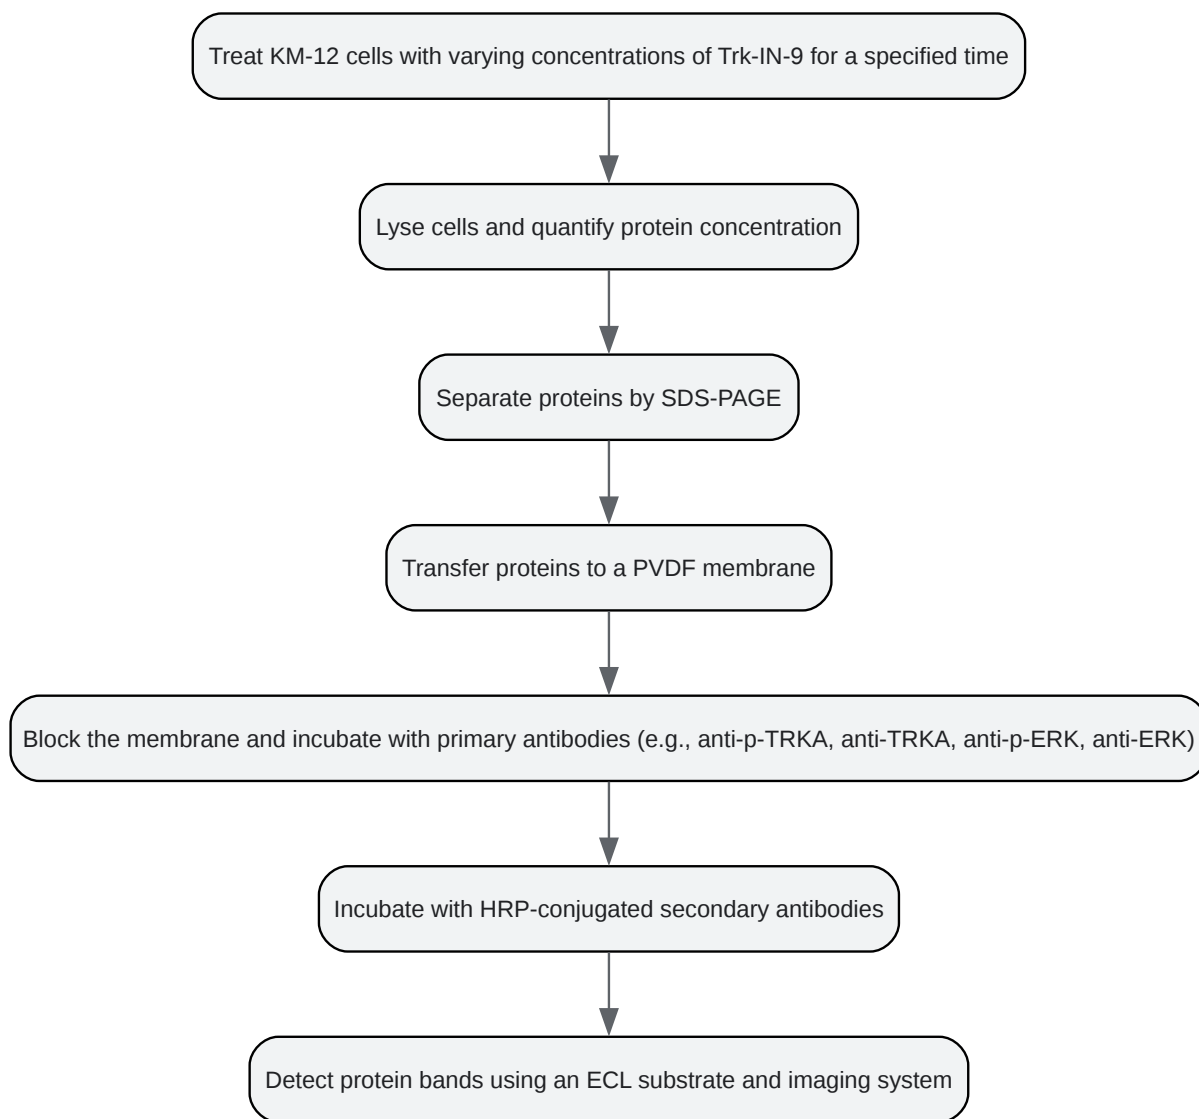 Treat KM-12 cells with varying concentrations of Trk-IN-9 for a specified time
Lyse cells and quantify protein concentration
Separate proteins by SDS-PAGE
Transfer proteins to a PVDF membrane
Block the membrane and incubate with primary antibodies (e.g., anti-p-TRKA, anti-TRKA, anti-p-ERK, anti-ERK)
Incubate with HRP-conjugated secondary antibodies
Detect protein bands using an ECL substrate and imaging system